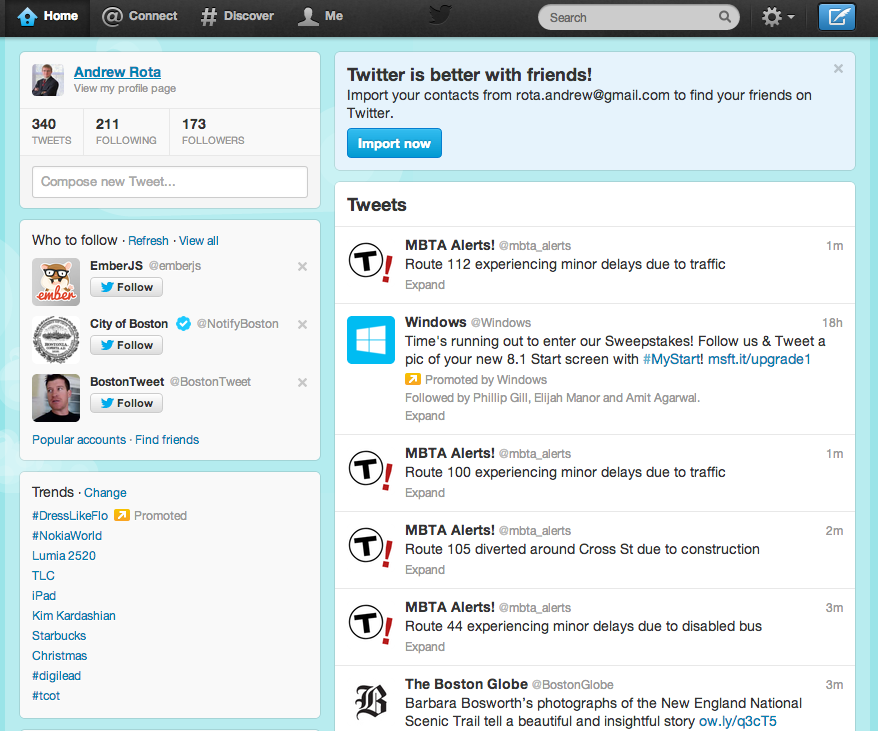 Home
Connect
Discover
Me
Search
Andrew Rota
View my profile page
340
TWEETS
211
FOLLOWING
173
FOLLOWERS
Compose new Tweet...
Who to follow · Refresh · View all
EmberJS @emberjs
ember
Follow
City of Boston @NotifyBoston
Follow
BostonTweet @BostonTweet
Follow
Popular accounts · Find friends
Trends · Change
#DressLikeFlo Promoted
#NokiaWorld
Lumia 2520
TLC
iPad
Kim Kardashian
Starbucks
Christmas
#digilead
#tcot
Twitter is better with friends!
Import your contacts from rota.andrew@gmail.com to find your friends on
Twitter.
Import now
Tweets
T!
MBTA Alerts! @mbta_alerts 1m
Route 112 experiencing minor delays due to traffic
Expand
Windows @Windows 18h
Time's running out to enter our Sweepstakes! Follow us & Tweet a
pic of your new 8.1 Start screen with #MyStart! msft.it/upgrade1
Promoted by Windows
Followed by Phillip Gill, Elijah Manor and Amit Agarwal.
Expand
T!
MBTA Alerts! @mbta_alerts 1m
Route 100 experiencing minor delays due to traffic
Expand
T!
MBTA Alerts! @mbta_alerts 2m
Route 105 diverted around Cross St due to construction
Expand
T!
MBTA Alerts! @mbta_alerts 3m
Route 44 experiencing minor delays due to disabled bus
Expand
B
The Boston Globe @BostonGlobe 3m
Barbara Bosworth's photographs of the New England National
Scenic Trail tell a beautiful and insightful story ow.ly/q3cT5